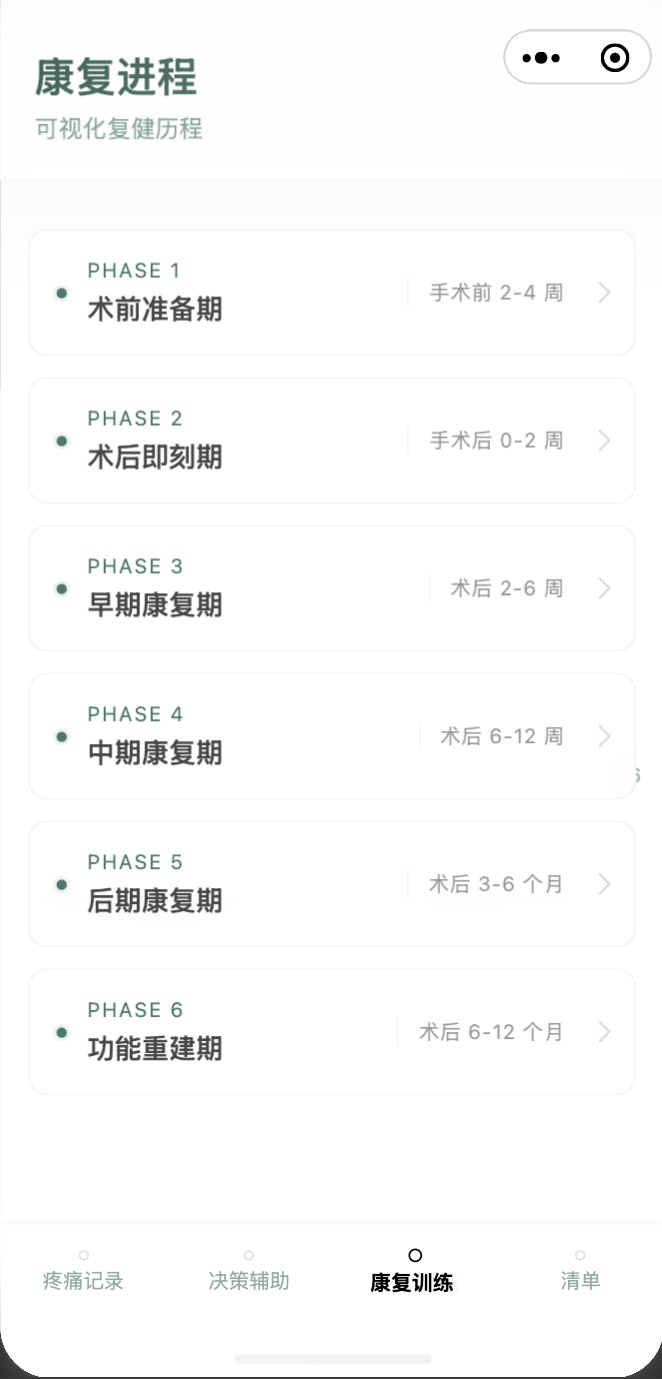 康复进程
可视化复健历程
PHASE 1
术前准备期
手术前 2-4 周
PHASE 2
术后即刻期
手术后 0-2 周
PHASE 3
早期康复期
术后 2-6 周
PHASE 4
中期康复期
术后 6-12 周
PHASE 5
后期康复期
术后 3-6 个月
PHASE 6
功能重建期
术后 6-12 个月
疼痛记录
决策辅助
康复训练
清单